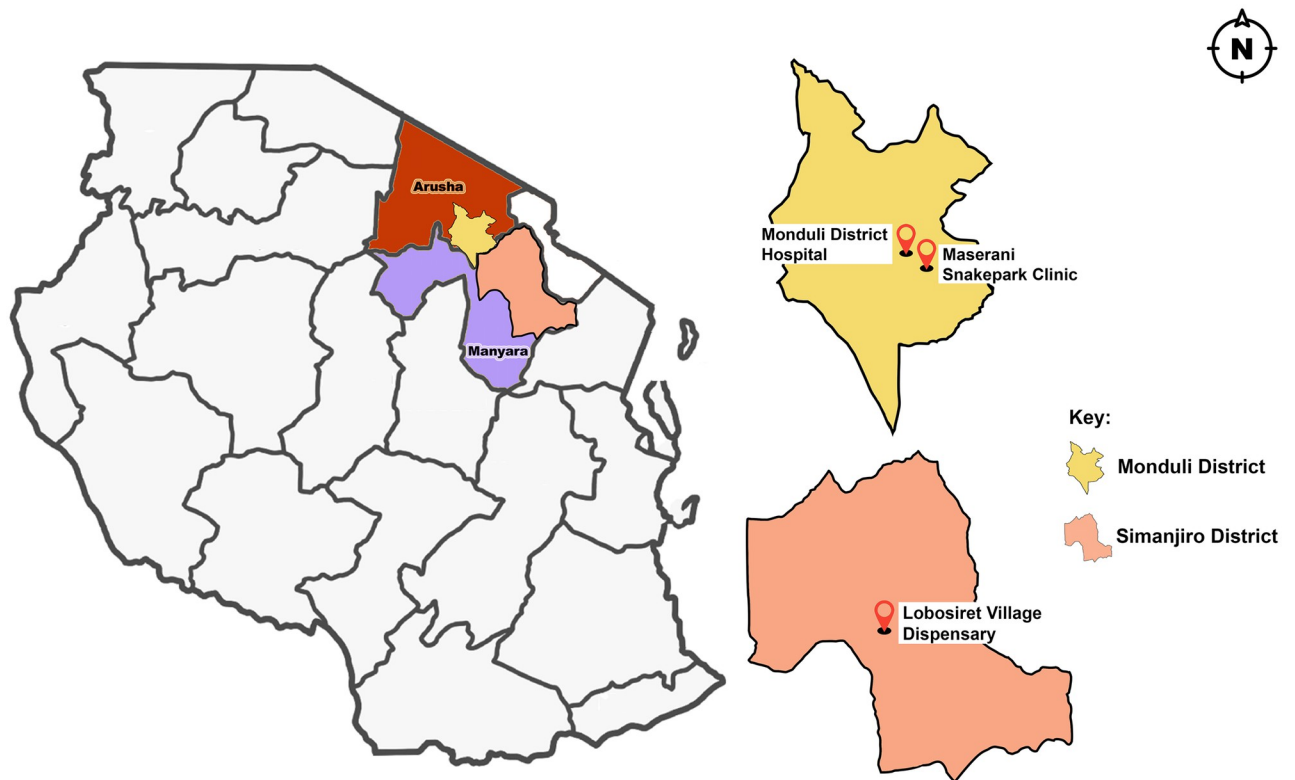 N
Arusha
Manyara
Monduli District
Hospital
Maserani
Snakepark Clinic
Key:
Monduli District
Simanjiro District
Lobosiret Village
Dispensary